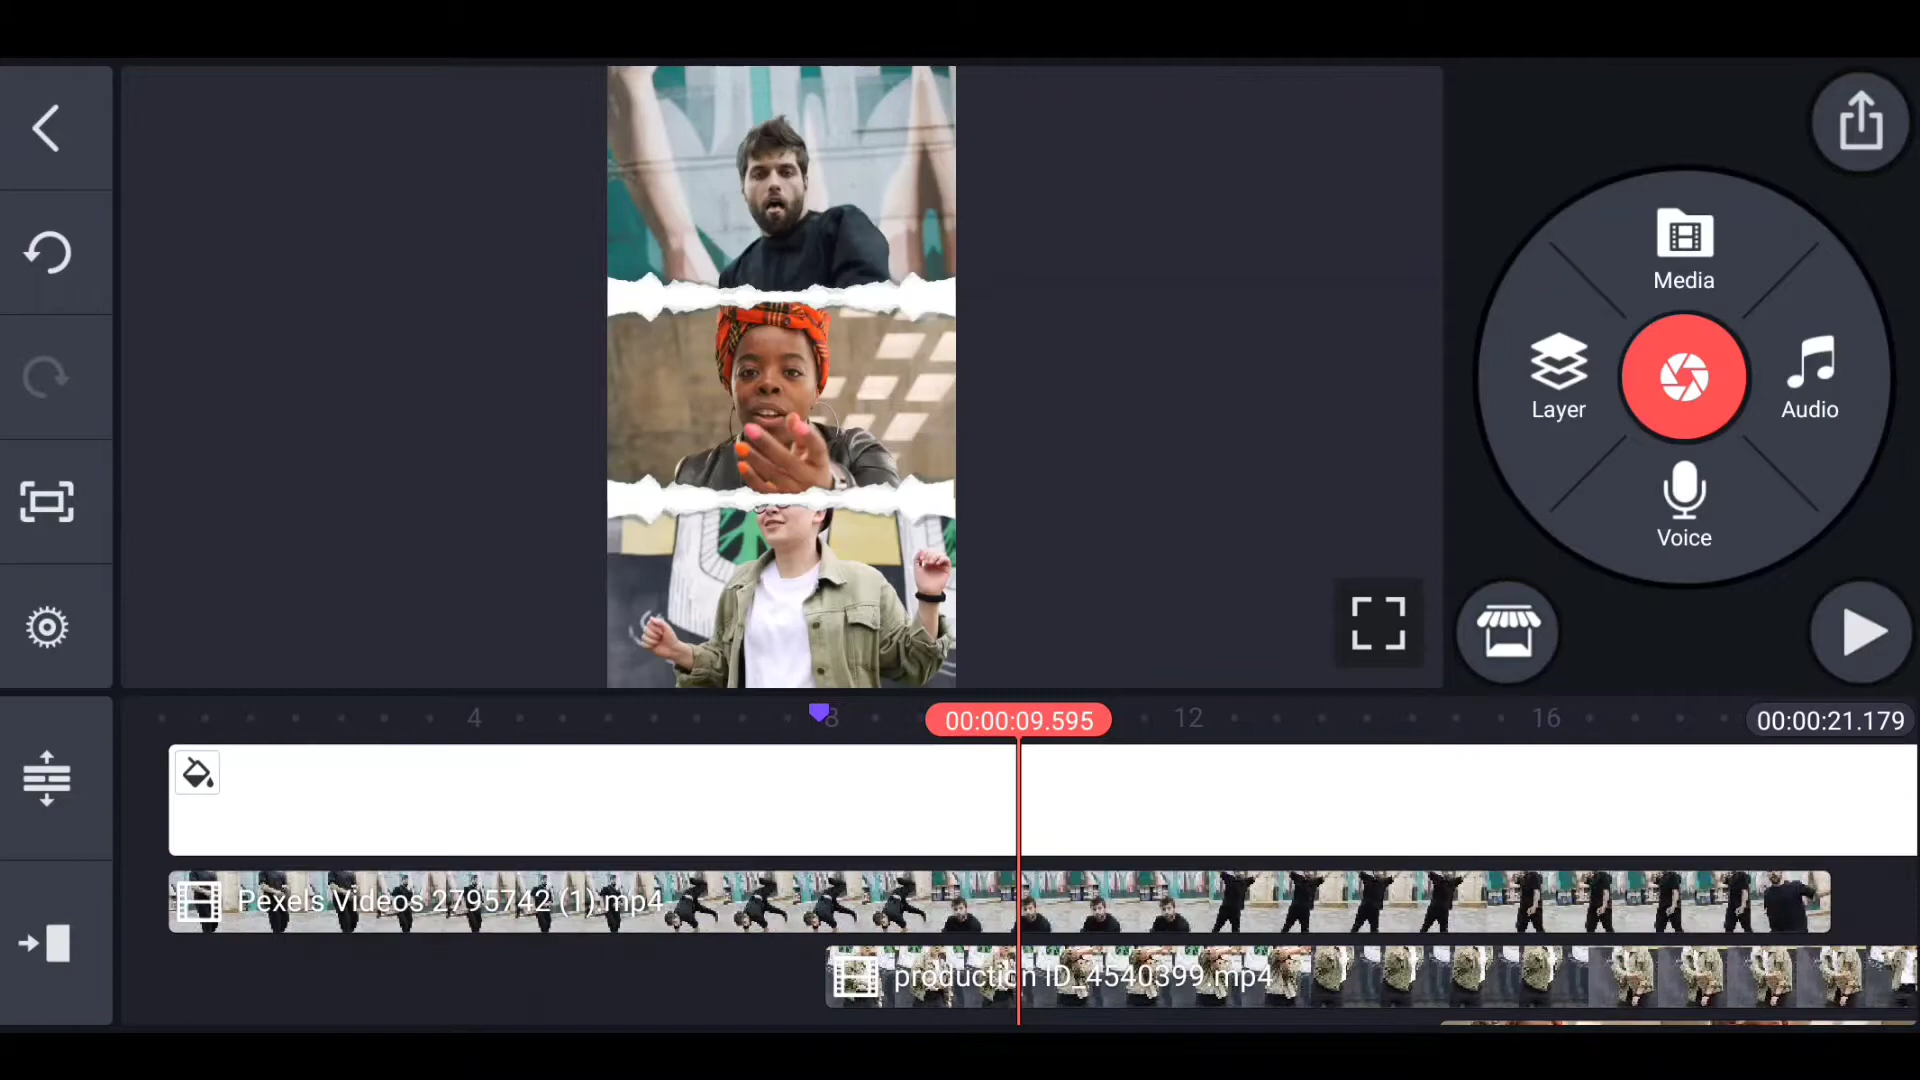 Media
Layer
Audio
Voice
4
8
00:00:09.595
12
16
00:00:21.179
Pexels Videos 2795742 (1).mp4
production ID_4540399.mp4